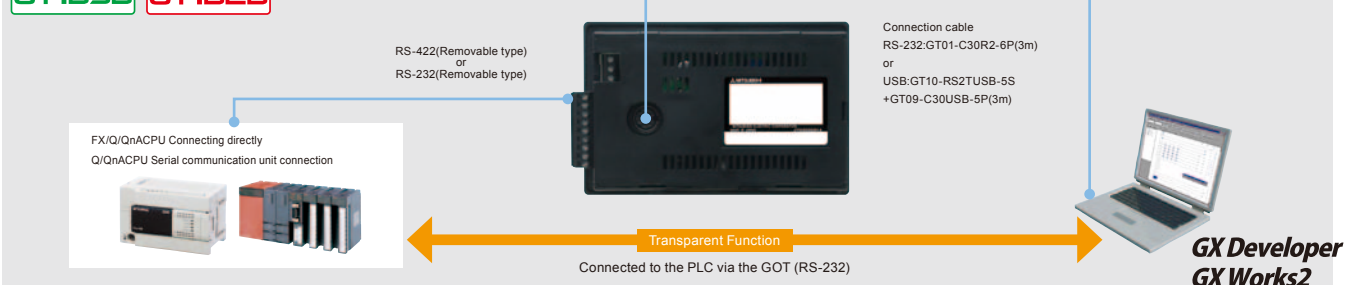 RS-422(Removable type)
or
RS-232(Removable type)
Connection cable
RS-232:GT01-C30R2-6P(3m)
or
USB:GT10-RS2TUSB-5S
+GT09-C30USB-5P(3m)
FX/Q/QnACPU Connecting directly
Q/QnACPU Serial communication unit connection
MITSUBISHI
Transparent Function
Connected to the PLC via the GOT (RS-232)
GX Developer
GX Works2